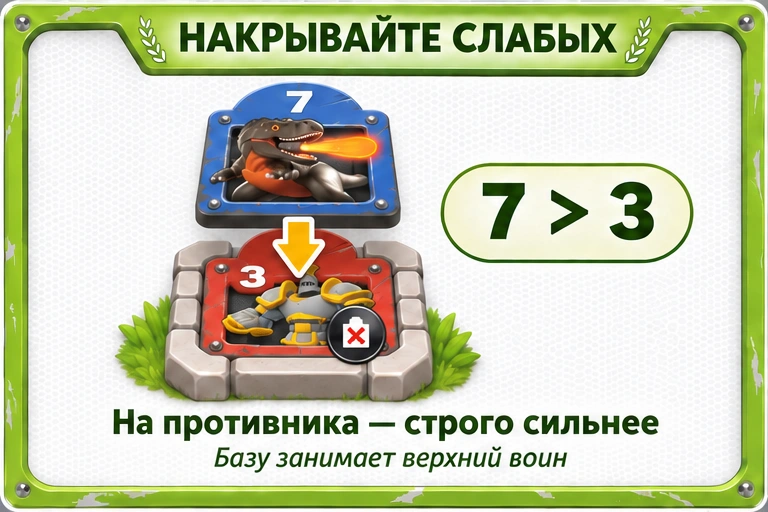 НАКРЫВАЙТЕ СЛАБЫХ
7
7 > 3
3
На противника — строго сильнее
Базу занимает верхний воин